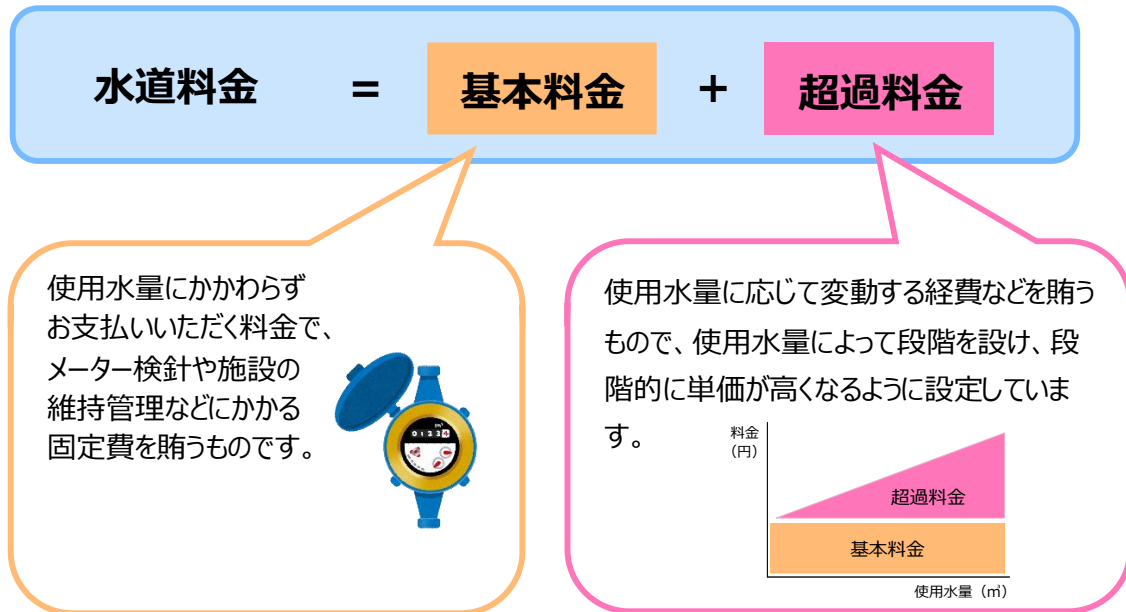 水道料金 = 基本料金 + 超過料金
使用水量にかかわらず
お支払いいただく料金で、
メーター検針や施設の
維持管理などにかかる
固定費を賄うものです。
使用水量に応じて変動する経費などを賄う
もので、使用水量によって段階を設け、段
階的に単価が高くなるように設定していま
す。
料金
（円）
超過料金
基本料金
使用水量（㎥）